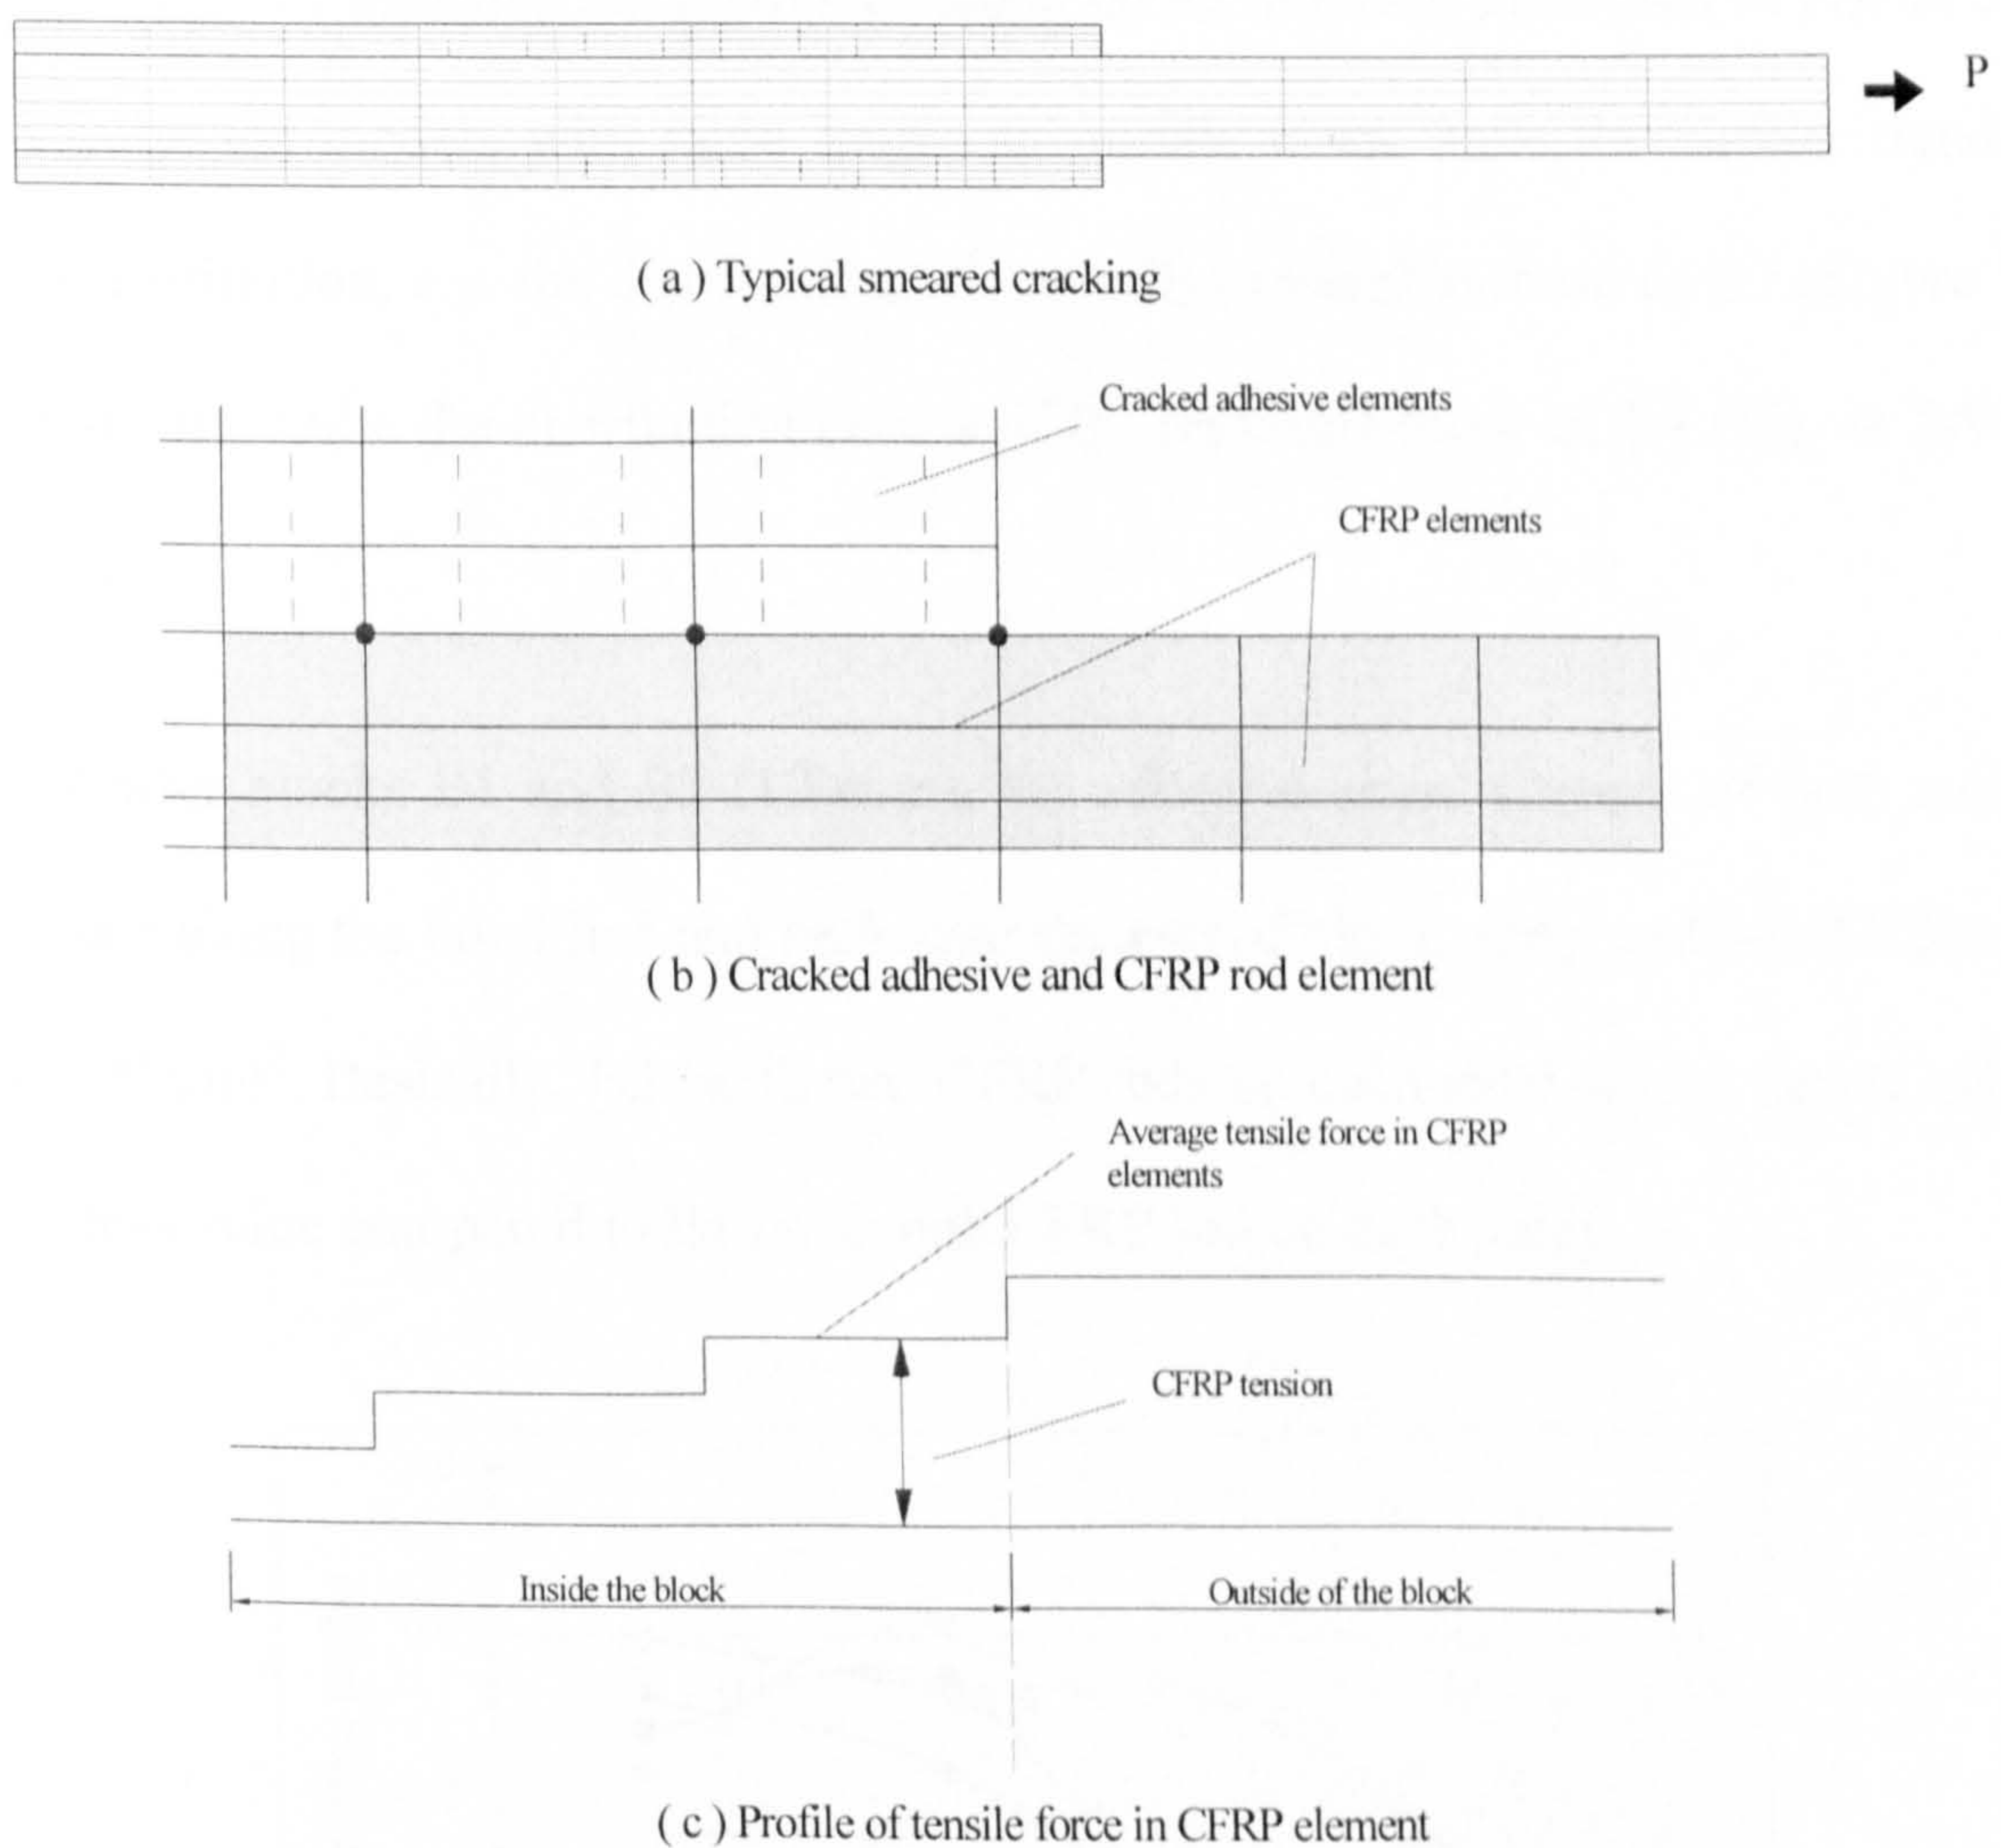 P
( a ) Typical smeared cracking
Cracked adhesive elements
CFRP elements
( b ) Cracked adhesive and CFRP rod element
Average tensile force in CFRP
elements
CFRP tension
Inside the block
Outside of the block
( c ) Profile of tensile force in CFRP element